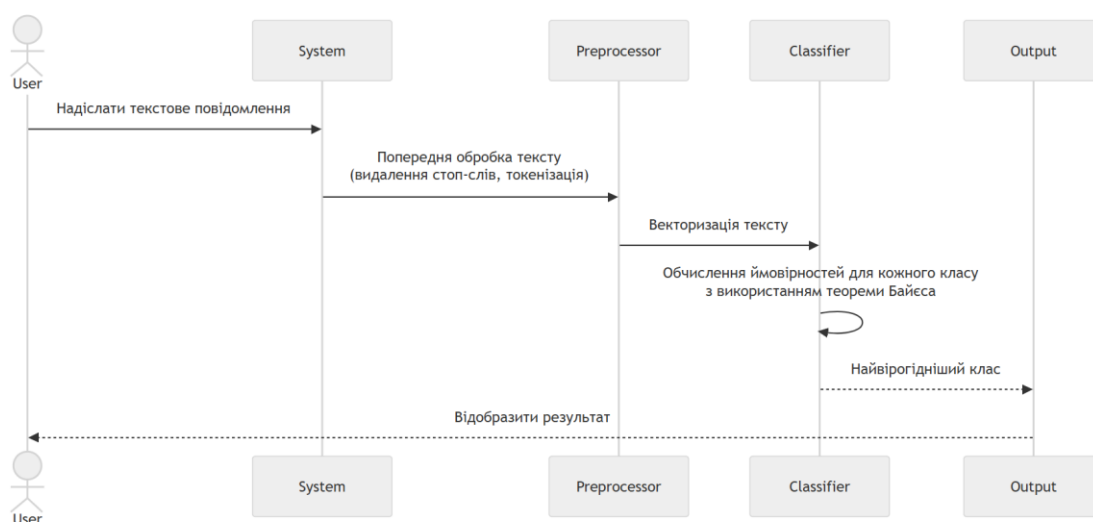 User
System
Preprocessor
Classifier
Output
Надіслати текстове повідомлення
Попередня обробка тексту
(видалення стоп-слів, токенізація)
Векторизація тексту
Обчислення ймовірностей для кожного класу
з використанням теореми Байєса
Найвірогідніший клас
Відобразити результат
User
System
Preprocessor
Classifier
Output